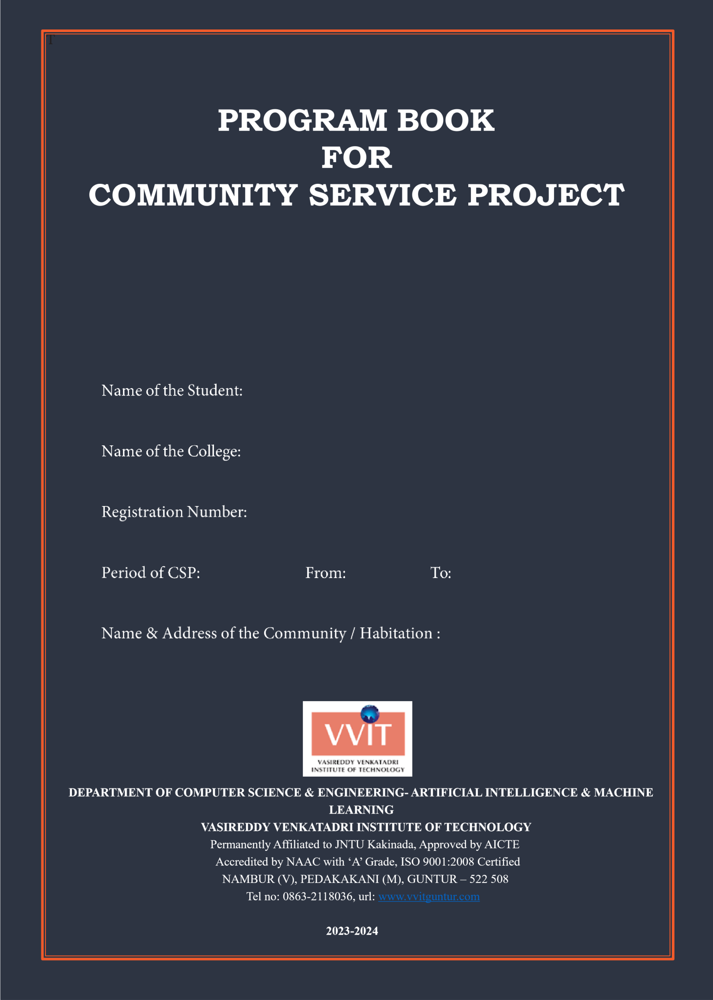 T
PROGRAM BOOK
FOR
COMMUNITY SERVICE PROJECT
Name of the Student:
Name of the College:
Registration Number:
Period of CSP: From: To:
Name & Address of the Community / Habitation :
VVIT
VASIREDDY VENKATADRI
INSTITUTE OF TECHNOLOGY
DEPARTMENT OF COMPUTER SCIENCE & ENGINEERING- ARTIFICIAL INTELLIGENCE & MACHINE
LEARNING
VASIREDDY VENKATADRI INSTITUTE OF TECHNOLOGY
Permanently Affiliated to JNTU Kakinada, Approved by AICTE
Accredited by NAAC with ‘A’ Grade, ISO 9001:2008 Certified
NAMBUR (V), PEDAKAKANI (M), GUNTUR – 522 508
Tel no: 0863-2118036, url: www.vvitguntur.com
2023-2024